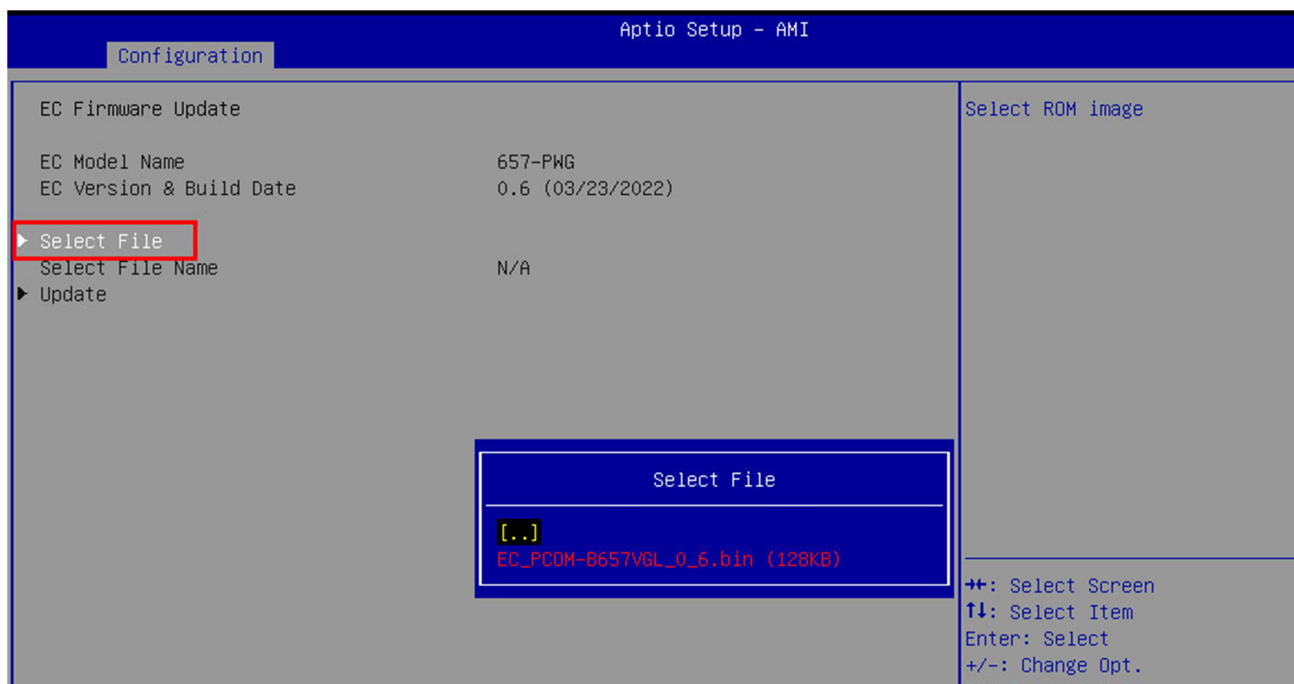 Aptio Setup – AMI
Configuration
EC Firmware Update
EC Model Name 657-PWG
EC Version & Build Date 0.6 (03/23/2022)
▶ Select File
Select File Name N/A
▶ Update
Select File
[..]
EC_PCOM-B657VGL_0_6.bin (128KB)
Select ROM image
→←: Select Screen
↑↓: Select Item
Enter: Select
+/-: Change Opt.